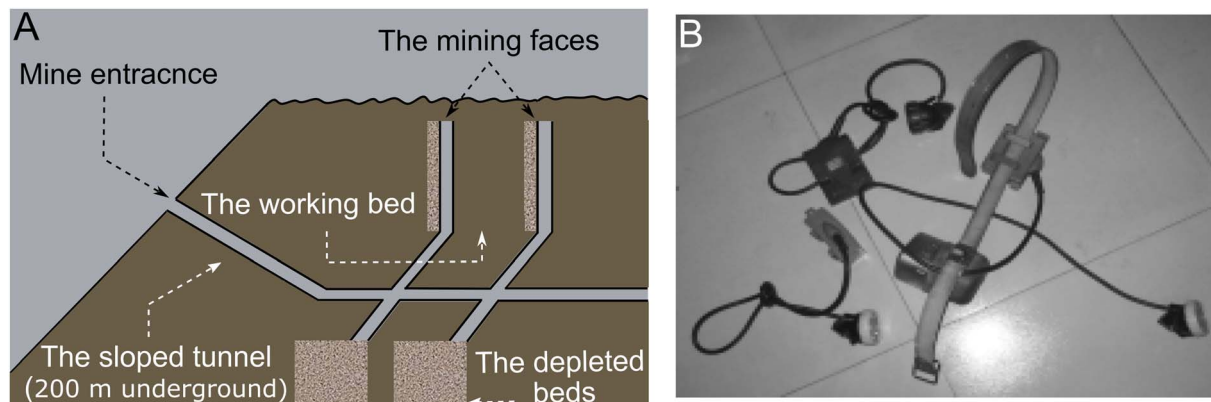 A
The mining faces
Mine entracnce
The working bed
The sloped tunnel
(200 m underground)
The depleted
beds
B